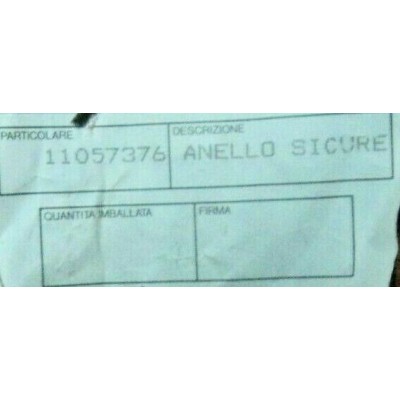 PARTICOLARE DESCRIZIONE
11057376 ANELLO SICURE
QUANTITA IMBALLATA FIRMA